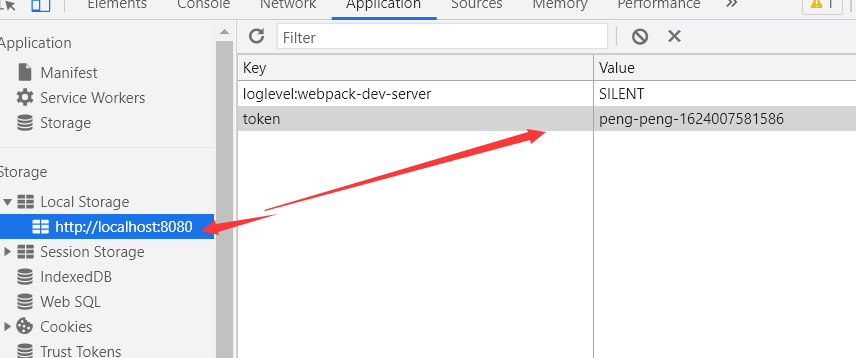 Elements
Console
Network
Application
Sources
Memory
Performance
1
Application
Manifest
Service Workers
Storage
Storage
Local Storage
http://localhost:8080
Session Storage
IndexedDB
Web SQL
Cookies
Trust Tokens
Filter
Key Value
loglevel:webpack-dev-server SILENT
token peng-peng-1624007581586